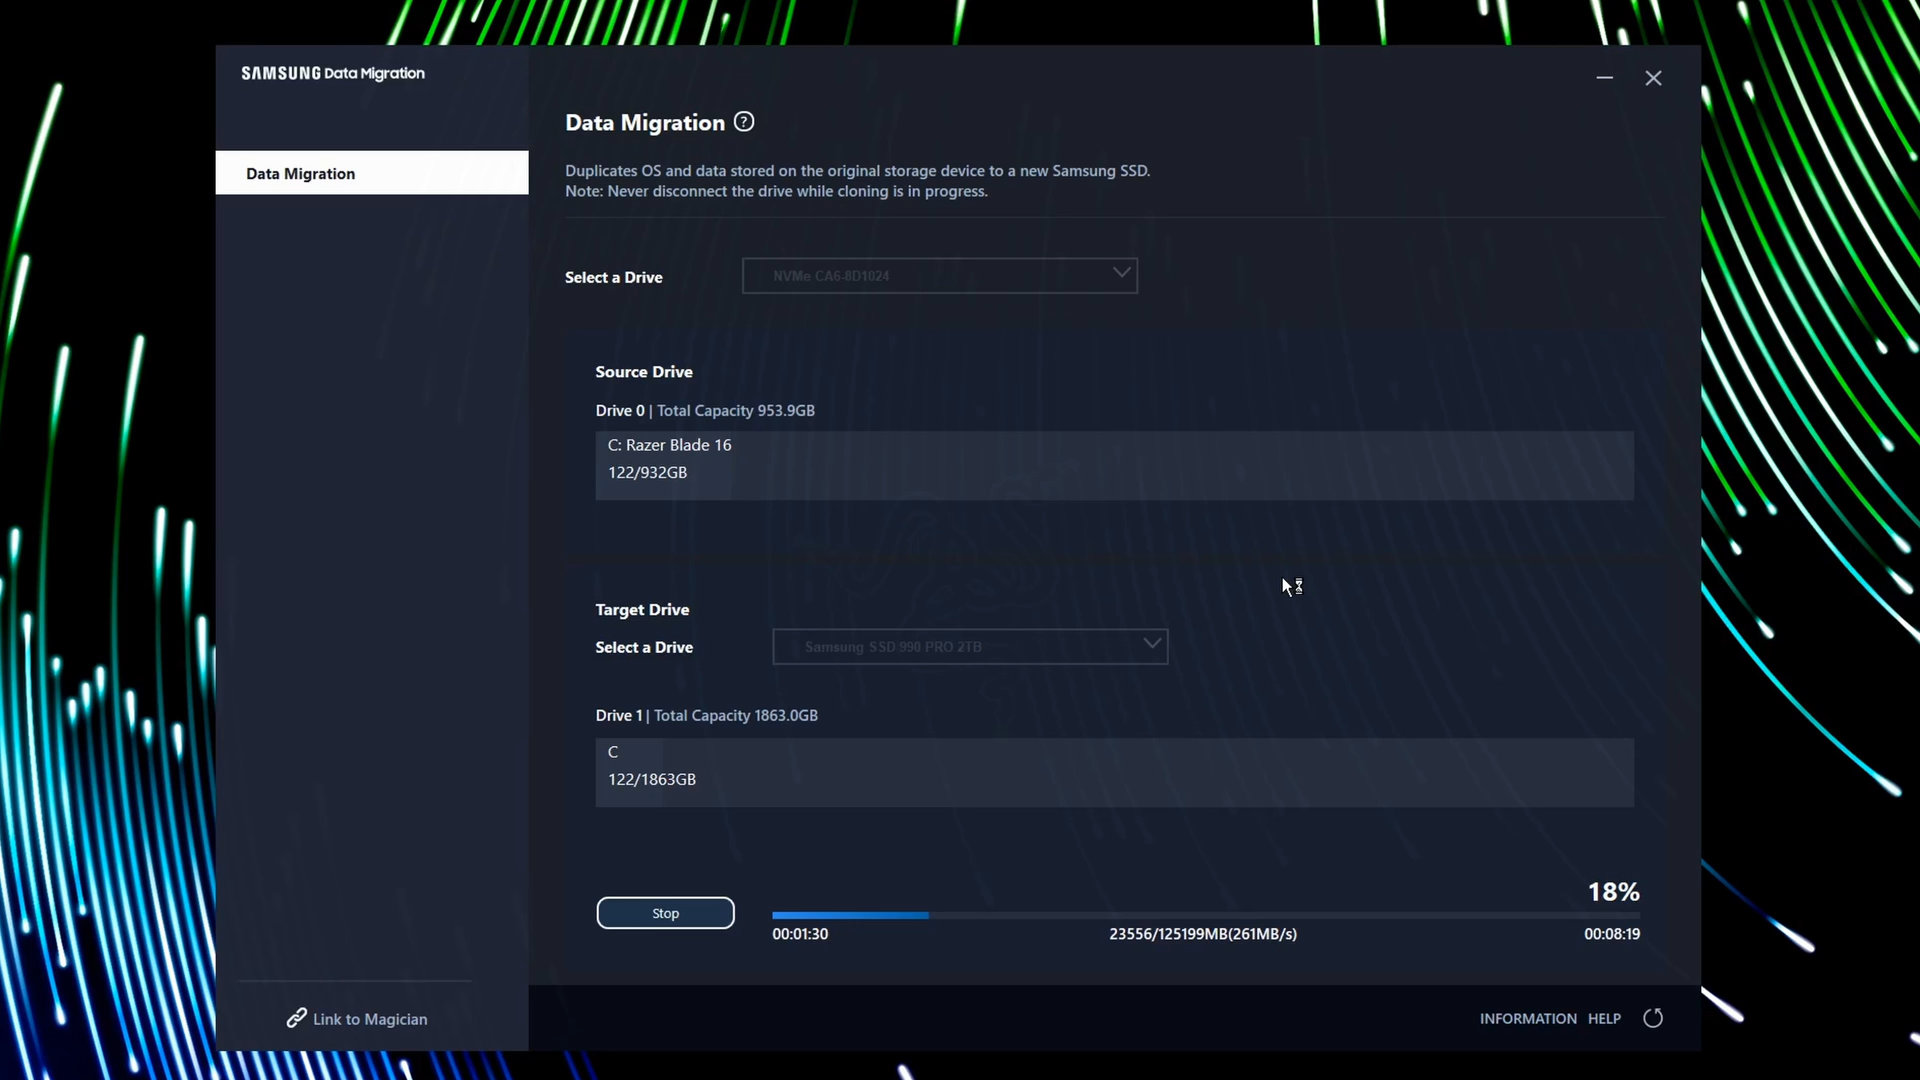 SAMSUNG Data Migration
Data Migration
Data Migration ?
Duplicates OS and data stored on the original storage device to a new Samsung SSD.
Note: Never disconnect the drive while cloning is in progress.
Select a Drive
NVMe CA6-8D1024
Source Drive
Drive 0 | Total Capacity 953.9GB
C: Razer Blade 16
122/932GB
Target Drive
Select a Drive
Samsung SSD 990 PRO 2TB
Drive 1 | Total Capacity 1863.0GB
C
122/1863GB
18%
Stop
00:01:30
23556/125199MB(261MB/s)
00:08:19
Link to Magician
INFORMATION HELP